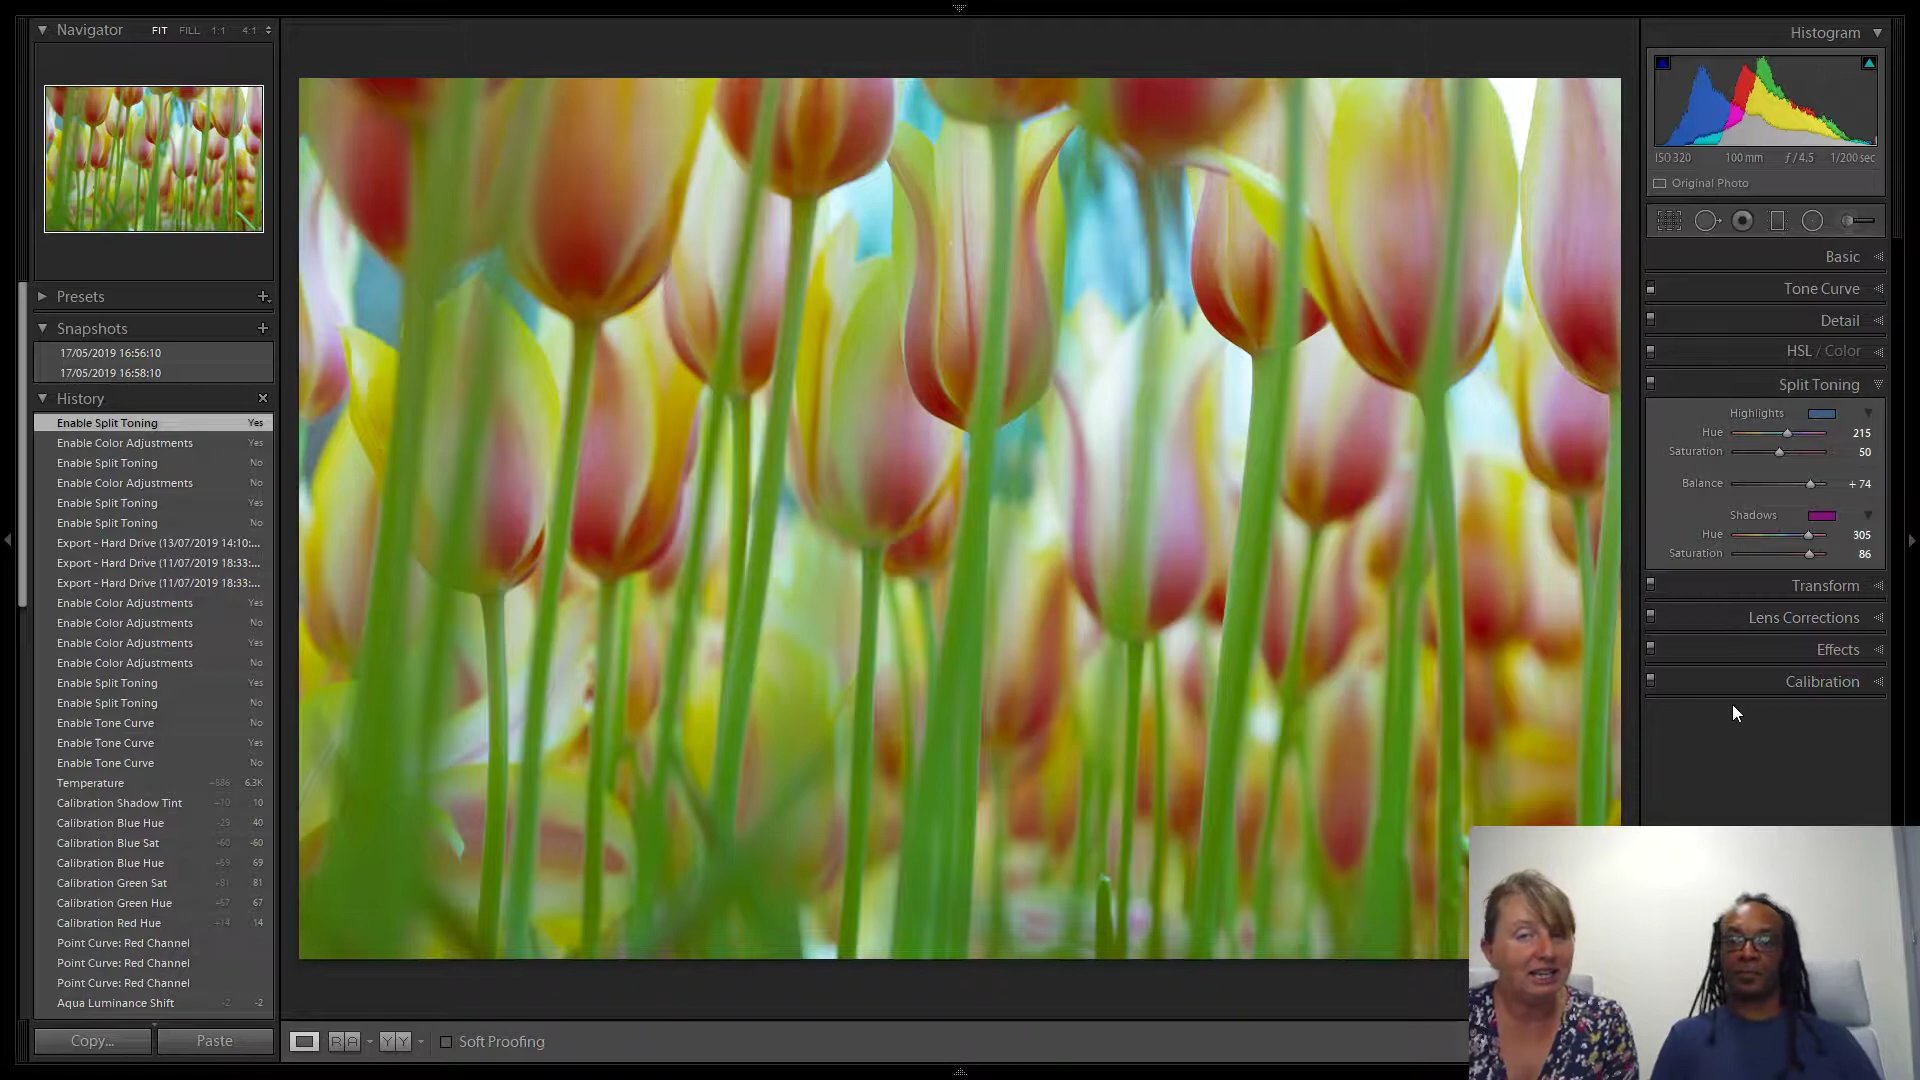 Navigator FIT FILL 1:1 4:1
Presets
Snapshots
17/05/2019 16:56:10
17/05/2019 16:58:10
History
Enable Split Toning Yes
Enable Color Adjustments Yes
Enable Split Toning No
Enable Color Adjustments No
Enable Split Toning Yes
Enable Split Toning No
Export - Hard Drive (13/07/2019 14:10:...
Export - Hard Drive (11/07/2019 18:33:...
Export - Hard Drive (11/07/2019 18:33:...
Enable Color Adjustments Yes
Enable Color Adjustments No
Enable Color Adjustments Yes
Enable Color Adjustments No
Enable Split Toning Yes
Enable Split Toning No
Enable Tone Curve No
Enable Tone Curve Yes
Enable Tone Curve No
Temperature 6.3K
Calibration Shadow Tint 10
Calibration Blue Hue -29 40
Calibration Blue Sat -60 -60
Calibration Blue Hue +69 69
Calibration Green Sat +81 81
Calibration Green Hue +67 67
Calibration Red Hue +14 14
Point Curve: Red Channel
Point Curve: Red Channel
Point Curve: Red Channel
Aqua Luminance Shift -2 -2
Copy... Paste
R A Y Y Soft Proofing
Histogram
ISO 320 100 mm ƒ / 4.5 1/200 sec
Original Photo
Basic
Tone Curve
Detail
HSL / Color
Split Toning
Highlights
Hue 215
Saturation 50
Balance + 74
Shadows
Hue 305
Saturation 86
Transform
Lens Corrections
Effects
Calibration